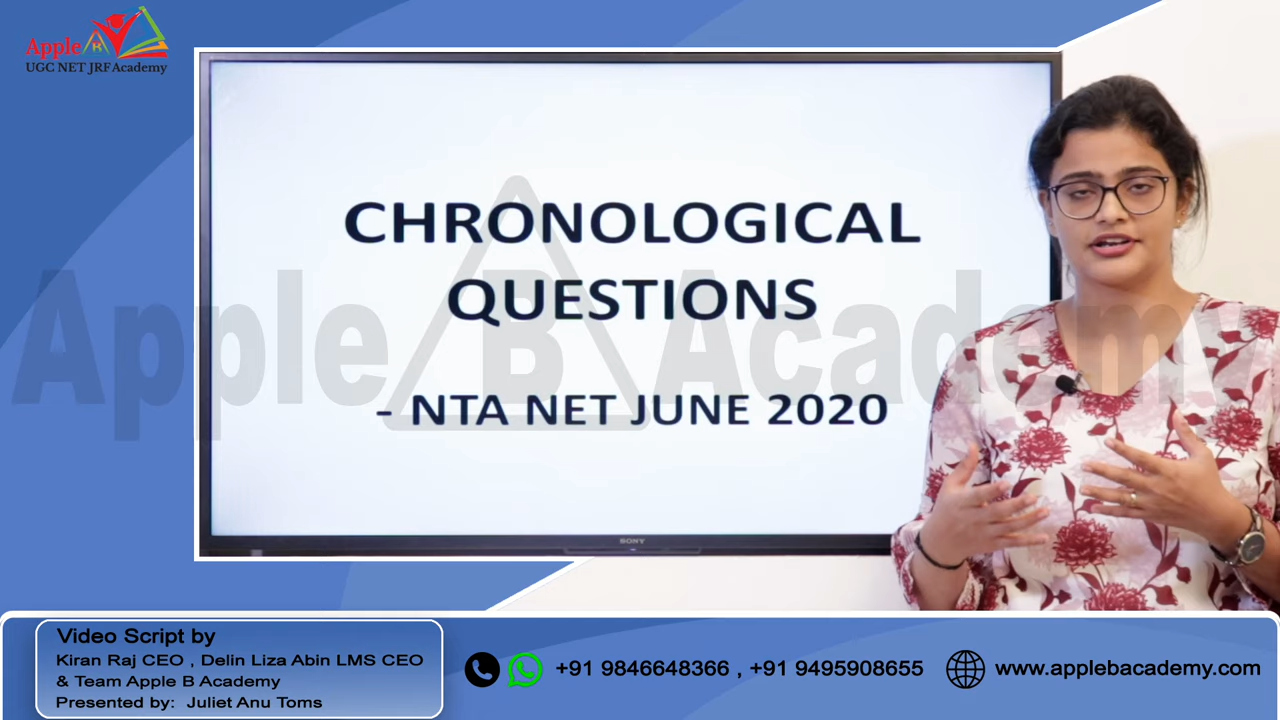 Apple B
UGC NET JRF Academy
CHRONOLOGICAL
QUESTIONS
- NTA NET JUNE 2020
Apple B Academy
SONY
Video Script by
Kiran Raj CEO , Delin Liza Abin LMS CEO
& Team Apple B Academy
Presented by: Juliet Anu Toms
+91 9846648366 , +91 9495908655
www.applebacademy.com